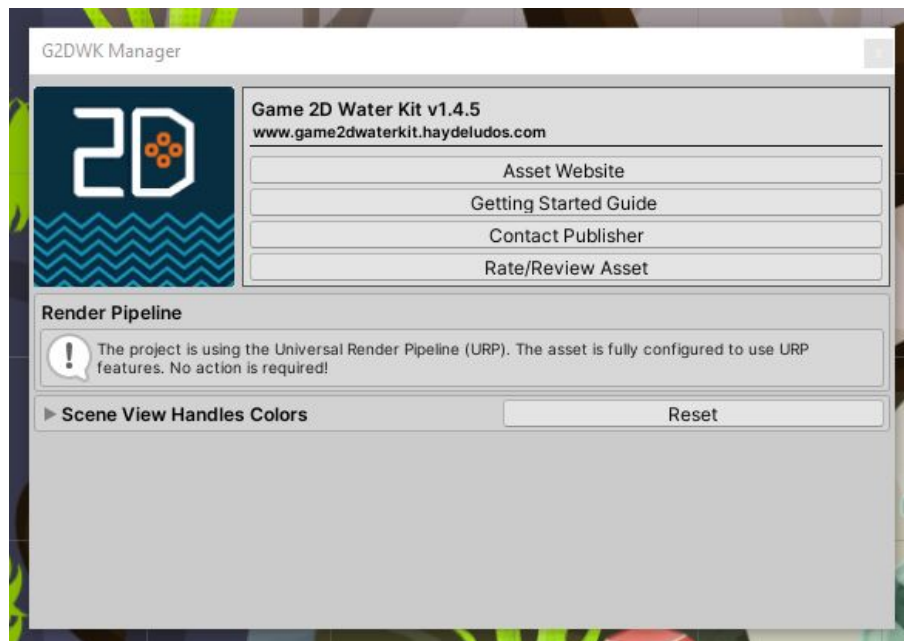 G2DWK Manager
2D
Game 2D Water Kit v1.4.5
www.game2dwaterkit.haydeludos.com
Asset Website
Getting Started Guide
Contact Publisher
Rate/Review Asset
Render Pipeline
The project is using the Universal Render Pipeline (URP). The asset is fully configured to use URP
features. No action is required!
Scene View Handles Colors
Reset